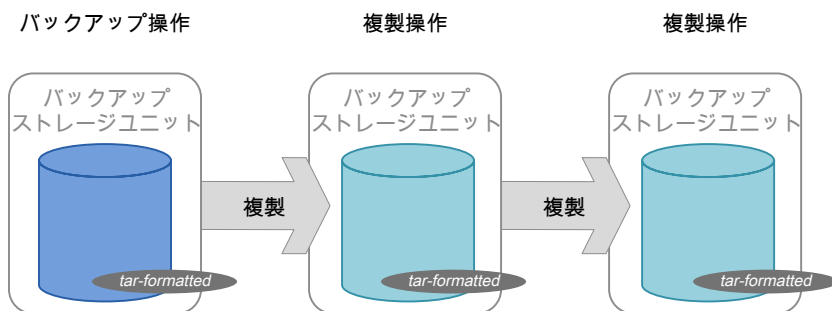 バックアップ操作
複製操作
複製操作
バックアップ
ストレージユニット
バックアップ
ストレージユニット
バックアップ
ストレージユニット
複製
複製
tar-formatted
tar-formatted
tar-formatted